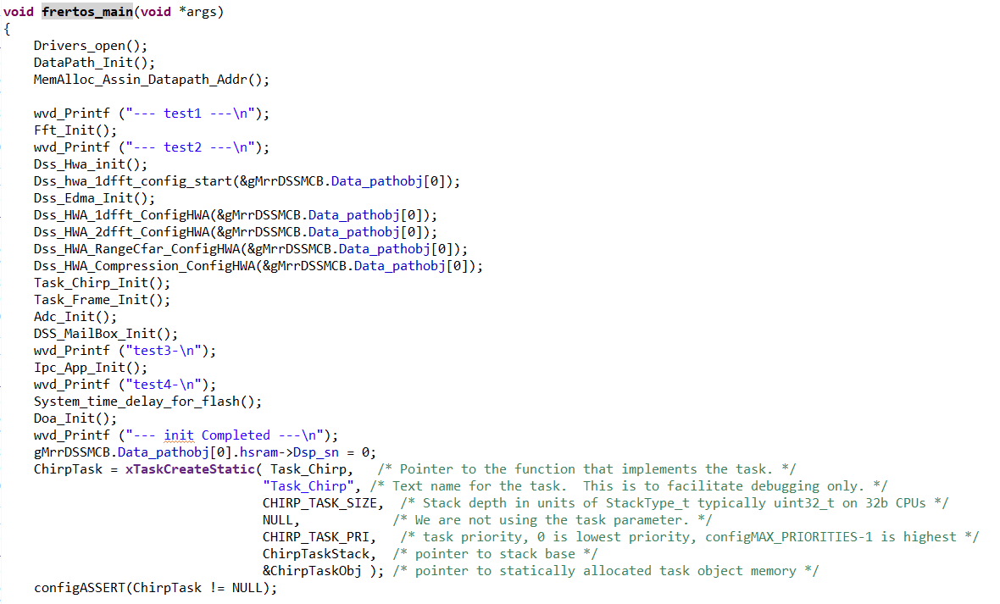 void frertos_main(void *args)
{
    Drivers_open();
    DataPath_Init();
    MemAlloc_Assin_Datapath_Addr();

    wvd_Printf ("--- test1 ---\n");
    Fft_Init();
    wvd_Printf ("--- test2 ---\n");
    Dss_Hwa_init();
    Dss_hwa_1dfft_config_start(&gMrrDSSMCB.Data_pathobj[0]);
    Dss_Edma_Init();
    Dss_HWA_1dfft_ConfigHWA(&gMrrDSSMCB.Data_pathobj[0]);
    Dss_HWA_2dfft_ConfigHWA(&gMrrDSSMCB.Data_pathobj[0]);
    Dss_HWA_RangeCfar_ConfigHWA(&gMrrDSSMCB.Data_pathobj[0]);
    Dss_HWA_Compression_ConfigHWA(&gMrrDSSMCB.Data_pathobj[0]);
    Task_Chirp_Init();
    Task_Frame_Init();
    Adc_Init();
    DSS_MailBox_Init();
    wvd_Printf ("test3-\n");
    Ipc_App_Init();
    wvd_Printf ("test4-\n");
    System_time_delay_for_flash();
    Doa_Init();
    wvd_Printf ("--- init Completed ---\n");
    gMrrDSSMCB.Data_pathobj[0].hsram->Dsp_sn = 0;
    ChirpTask = xTaskCreateStatic( Task_Chirp,   /* Pointer to the function that implements the task. */
                                  "Task_Chirp", /* Text name for the task.  This is to facilitate debugging only. */
                                  CHIRP_TASK_SIZE,  /* Stack depth in units of StackType_t typically uint32_t on 32b CPUs */
                                  NULL,            /* We are not using the task parameter. */
                                  CHIRP_TASK_PRI,   /* task priority, 0 is lowest priority, configMAX_PRIORITIES-1 is highest */
                                  ChirpTaskStack,  /* pointer to stack base */
                                  &ChirpTaskObj ); /* pointer to statically allocated task object memory */
    configASSERT(ChirpTask != NULL);